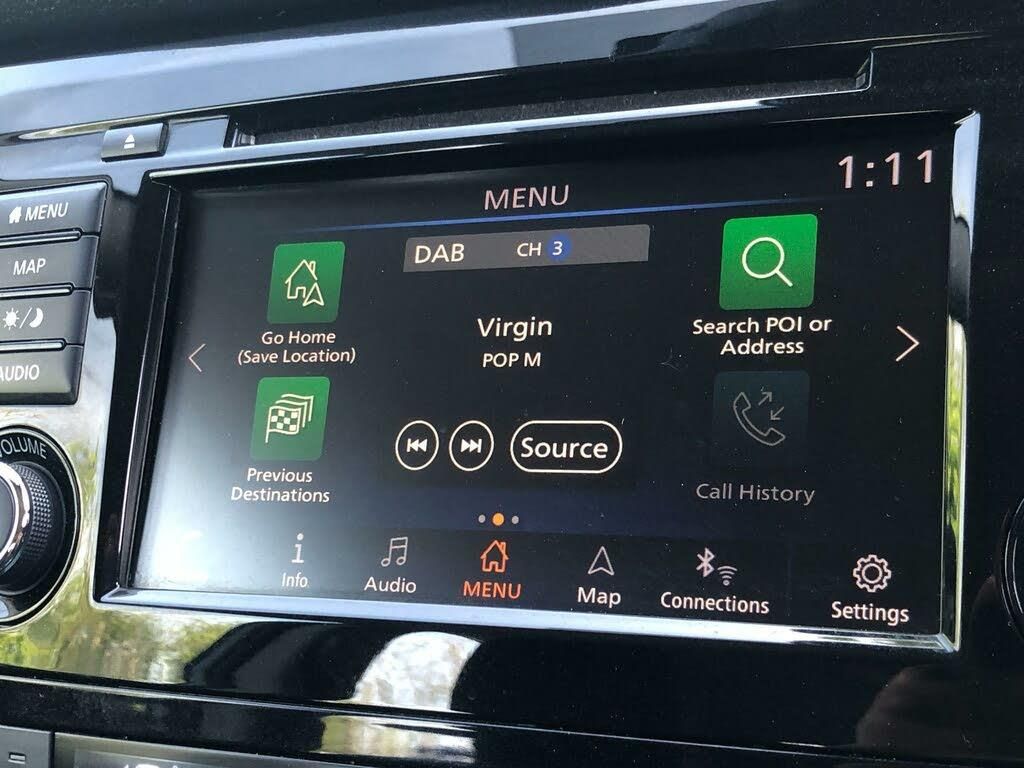 MENU
1:11
MENU
DAB CH 3
MAP
Go Home
(Save Location)
Virgin
POP M
Search POI or
Address
AUDIO
VOLUME
Source
Previous
Destinations
Call History
Info
Audio
MENU
Map
Connections
Settings